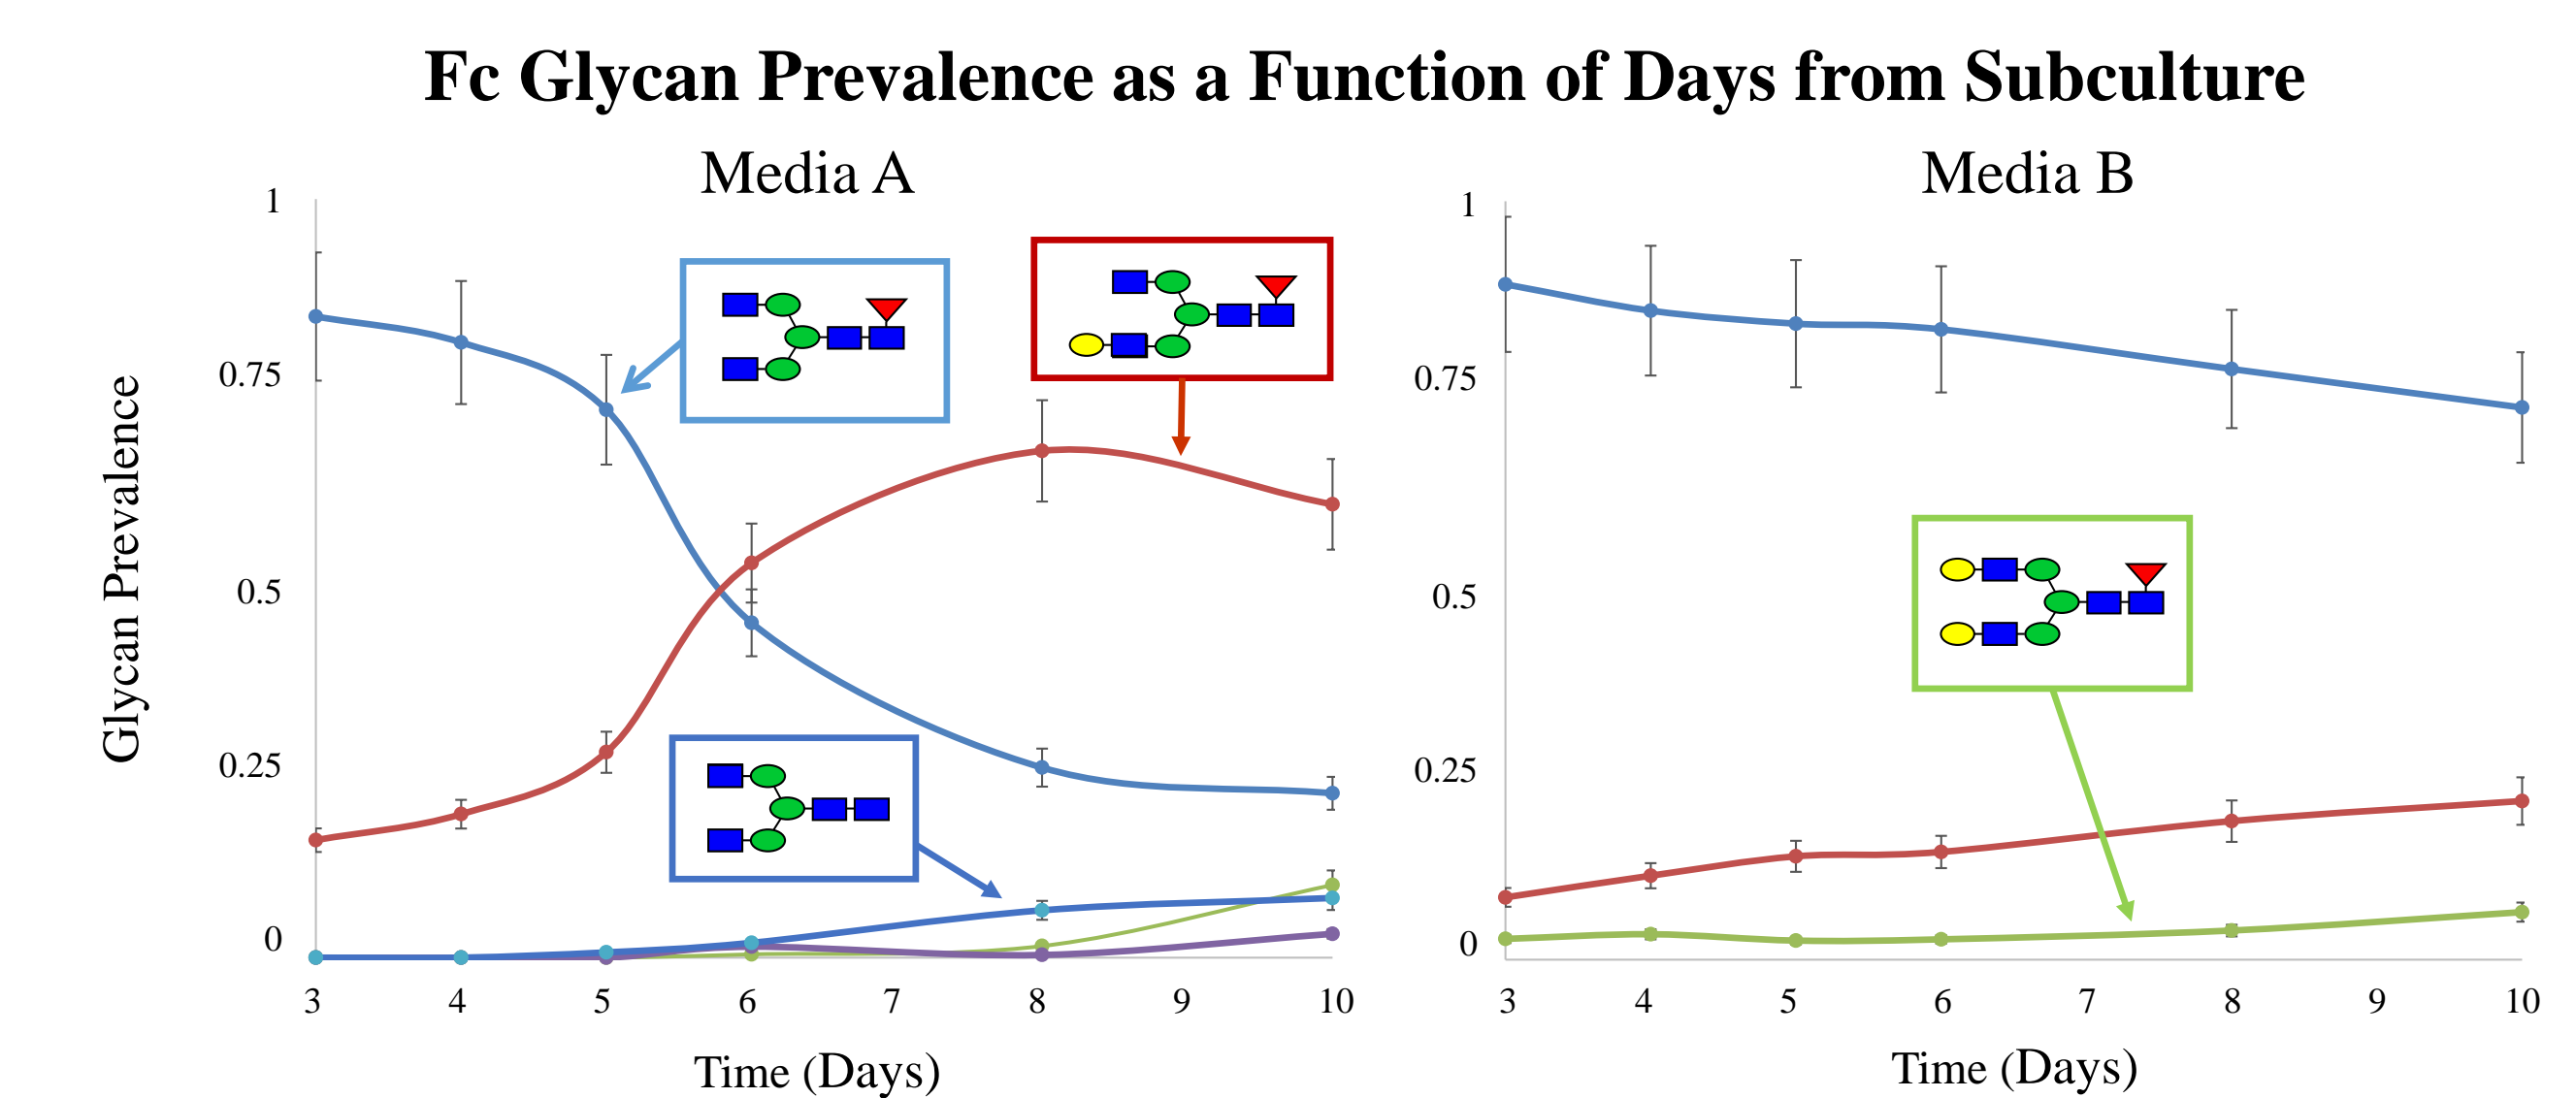 Fc Glycan Prevalence as a Function of Days from Subculture
Media A
Media B
Glycan Prevalence
1
0.75
0.5
0.25
0
3 4 5 6 7 8 9 10
Time (Days)
1
0.75
0.5
0.25
0
3 4 5 6 7 8 9 10
Time (Days)